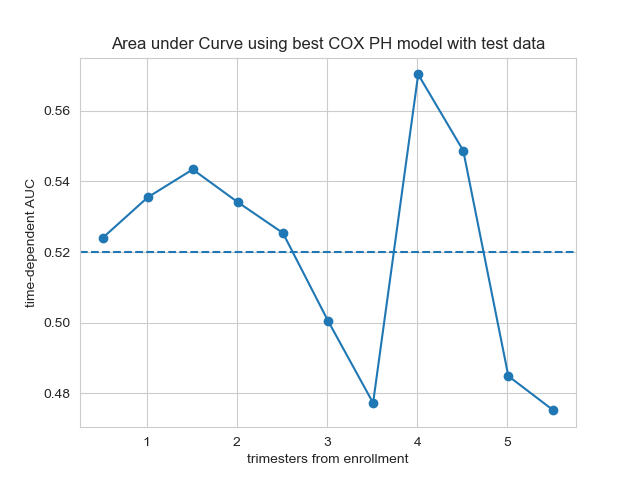 Area under Curve using best COX PH model with test data
time-dependent AUC
0.56
0.54
0.52
0.50
0.48
1 2 3 4 5
trimesters from enrollment